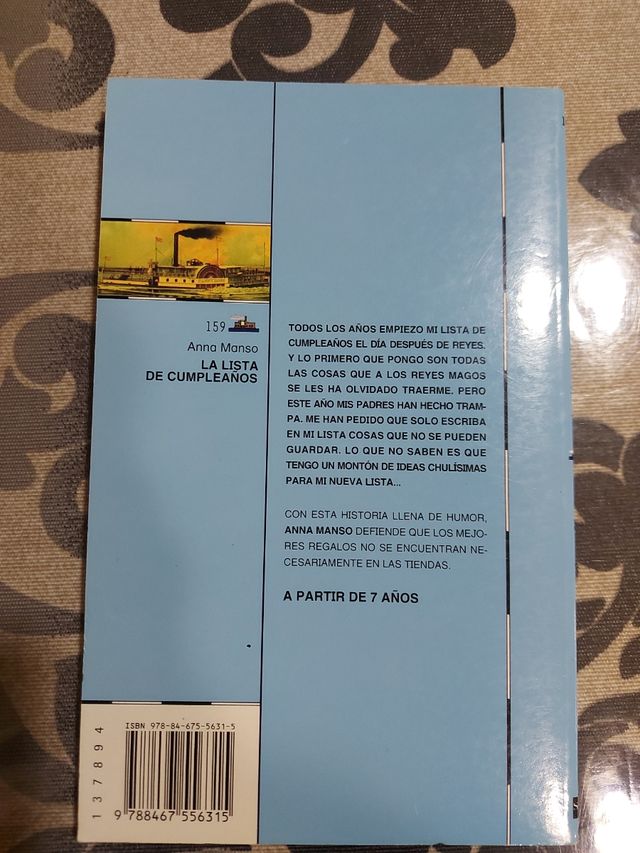 159
Anna Manso
LA LISTA
DE CUMPLEAÑOS
TODOS LOS AÑOS EMPIEZO MI LISTA DE
CUMPLEAÑOS EL DÍA DESPUÉS DE REYES.
Y LO PRIMERO QUE PONGO SON TODAS
LAS COSAS QUE A LOS REYES MAGOS
SE LES HA OLVIDADO TRAERME. PERO
ESTE AÑO MIS PADRES HAN HECHO TRAM-
PA. ME HAN PEDIDO QUE SOLO ESCRIBA
EN MI LISTA COSAS QUE NO SE PUEDEN
GUARDAR. LO QUE NO SABEN ES QUE
TENGO UN MONTÓN DE IDEAS CHULÍSIMAS
PARA MI NUEVA LISTA...
CON ESTA HISTORIA LLENA DE HUMOR,
ANNA MANSO DEFIENDE QUE LOS MEJO-
RES REGALOS NO SE ENCUENTRAN NE-
CESARIAMENTE EN LAS TIENDAS.
A PARTIR DE 7 AÑOS
ISBN 978-84-675-5631-5
137894
9 788467 556315